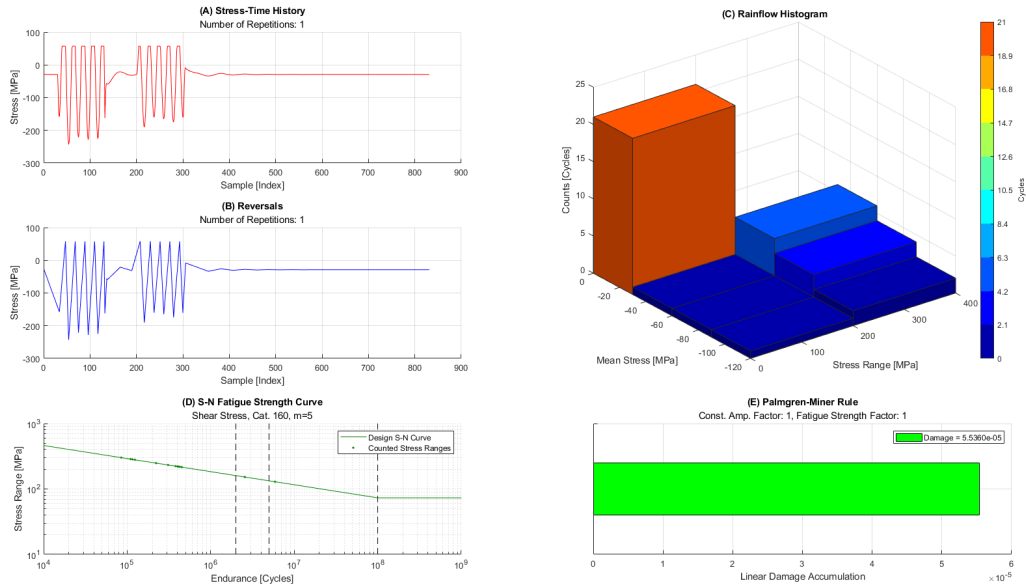 (A) Stress-Time History
Number of Repetitions: 1
100
0
-100
-200
-300
Stress [MPa]
0 100 200 300 400 500 600 700 800 900
Sample [Index]
(B) Reversals
Number of Repetitions: 1
100
0
-100
-200
-300
Stress [MPa]
0 100 200 300 400 500 600 700 800 900
Sample [Index]
(C) Rainflow Histogram
25
20
15
10
5
0
Counts [Cycles]
0
-20
-40
-60
-80
-100
-120
Mean Stress [MPa]
0
100
200
300
400
Stress Range [MPa]
21
18.9
16.8
14.7
12.6
10.5
8.4
6.3
4.2
2.1
0
Cycles
(D) S-N Fatigue Strength Curve
Shear Stress, Cat. 160, m=5
10^3
10^2
10^1
Stress Range [MPa]
Design S-N Curve
Counted Stress Ranges
10^4 10^5 10^6 10^7 10^8 10^9
Endurance [Cycles]
(E) Palmgren-Miner Rule
Const. Amp. Factor: 1, Fatigue Strength Factor: 1
Damage = 5.5360e-05
0 1 2 3 4 5 6
× 10^-5
Linear Damage Accumulation